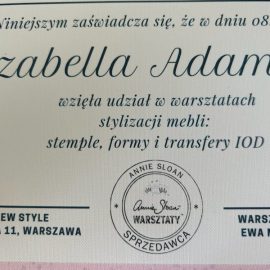 Niniejszym zaświadcza się, że w dniu 08
zabella Adam
wzięła udział w warsztatach
stylizacji mebli:
stemple, formy i transfery IOD
ANNIE SLOAN
Annie Sloan
WARSZTATY
SPRZEDAWCA
EW STYLE
A 11, WARSZAWA
WARSZ
EWA